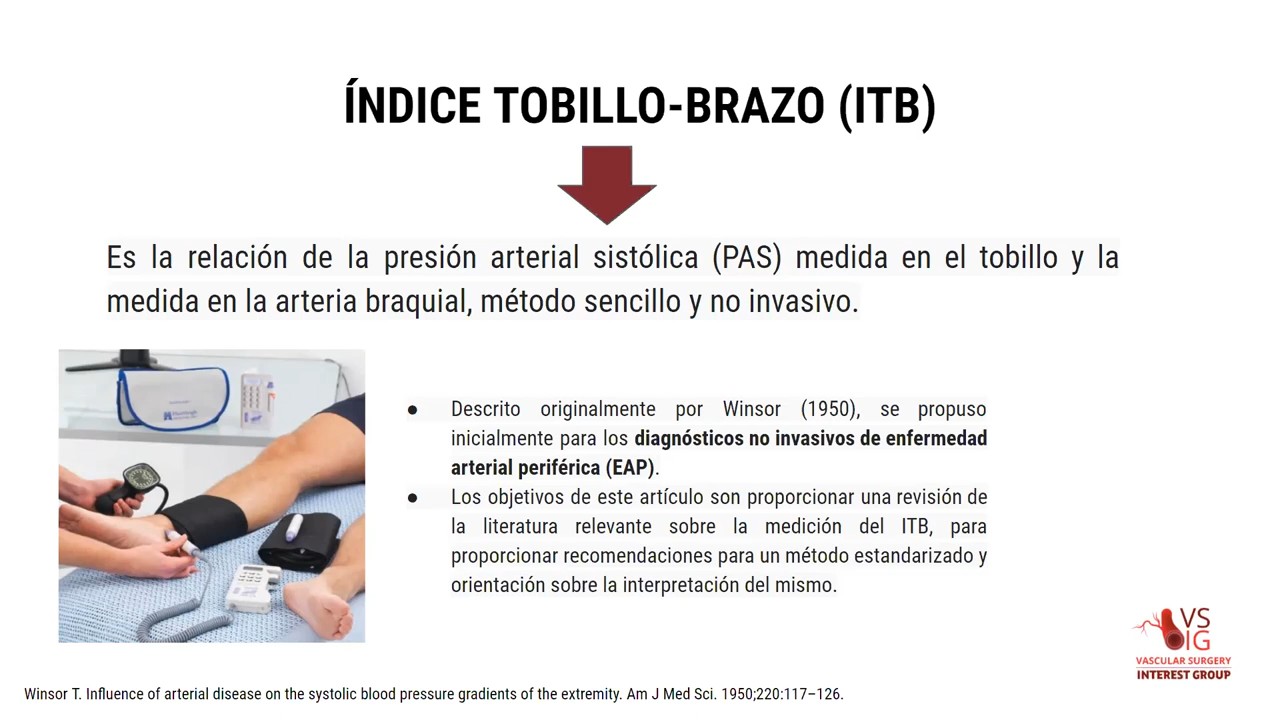 ÍNDICE TOBILLO-BRAZO (ITB)
Es la relación de la presión arterial sistólica (PAS) medida en el tobillo y la
medida en la arteria braquial, método sencillo y no invasivo.
● Descrito originalmente por Winsor (1950), se propuso
inicialmente para los diagnósticos no invasivos de enfermedad
arterial periférica (EAP).
● Los objetivos de este artículo son proporcionar una revisión de
la literatura relevante sobre la medición del ITB, para
proporcionar recomendaciones para un método estandarizado y
orientación sobre la interpretación del mismo.
VS
IG
VASCULAR SURGERY
INTEREST GROUP
Winsor T. Influence of arterial disease on the systolic blood pressure gradients of the extremity. Am J Med Sci. 1950;220:117–126.